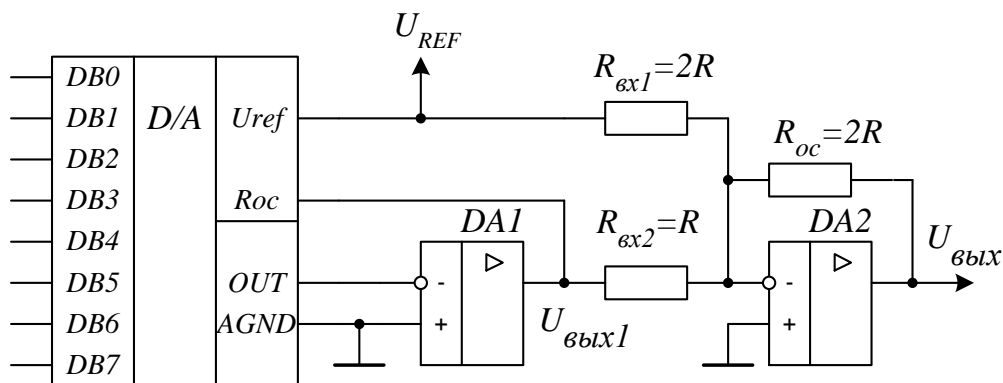 U_REF
R_вх1=2R
DB0
DB1 D/A Uref
R_ос=2R
DB2
DB3 Roc
DA1
R_вх2=R
DA2
DB4
U_вых
DB5 OUT
-
-
DB6 AGND
+
U_вых1
+
DB7